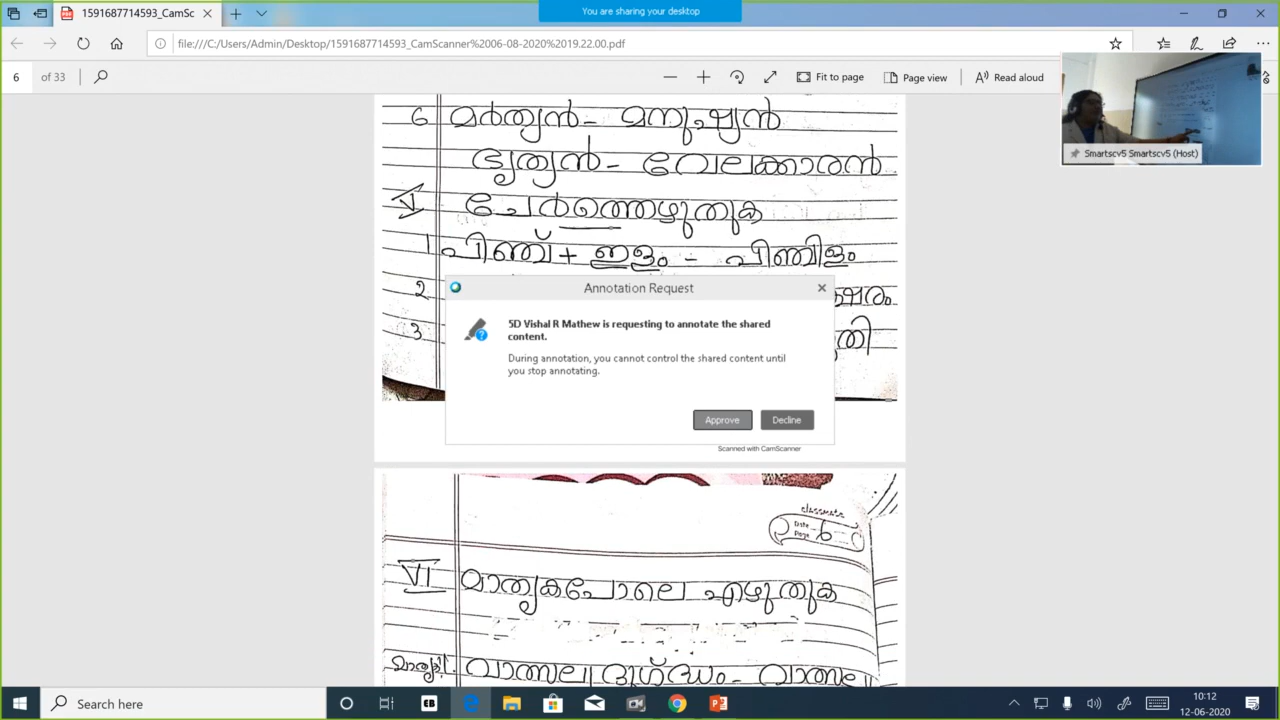 You are sharing your desktop
1591687714593_CamSc
file:///C:/Users/Admin/Desktop/1591687714593_CamScanner%2006-08-2020%2019.22.00.pdf
6 of 33 Fit to page Page view Read aloud
Smartscv5 Smartscv5 (Host)
6 മർത്യൻ - മനുഷ്യൻ
ഭൃത്യൻ - വേലക്കാരൻ
V ചേർത്തെഴുതുക
1 പിഞ്ച് + ഇളം - പിഞ്ചിളം
2
3
Annotation Request
5D Vishal R Mathew is requesting to annotate the shared
content.
During annotation, you cannot control the shared content until
you stop annotating.
Approve Decline
Scanned with CamScanner
classmate
Date
Page 6
VI മാതൃകപോലെ എഴുതുക
Search here
10:12
12-06-2020